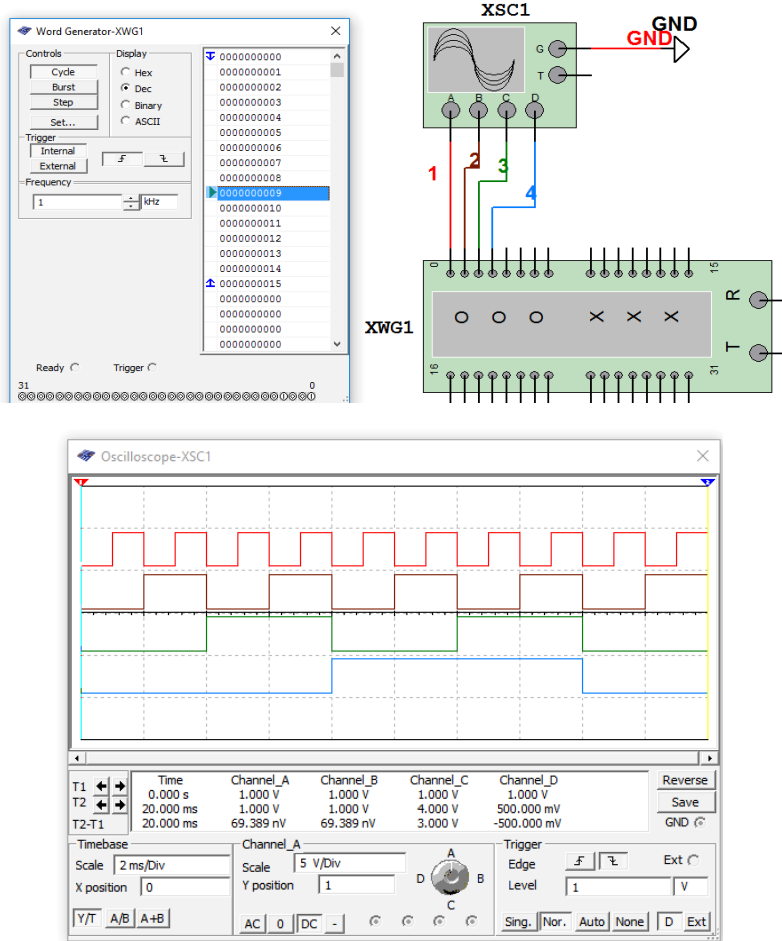 Word Generator-XWG1
Controls
Cycle
Burst
Step
Set...
Display
Hex
Dec
Binary
ASCII
Trigger
Internal
External
Frequency
1 kHz
0000000000
0000000001
0000000002
0000000003
0000000004
0000000005
0000000006
0000000007
0000000008
0000000009
0000000010
0000000011
0000000012
0000000013
0000000014
0000000015
0000000000
0000000000
0000000000
0000000000
Ready Trigger
31 0
XSC1
GND
GND
G
T
A B C D
1 2 3 4
0 15
XWG1
O O O X X X
R
T
16 31
Oscilloscope-XSC1
Time Channel_A Channel_B Channel_C Channel_D
T1 0.000 s 1.000 V 1.000 V 1.000 V 1.000 V
T2 20.000 ms 1.000 V 1.000 V 4.000 V 500.000 mV
T2-T1 20.000 ms 69.389 nV 69.389 nV 3.000 V -500.000 mV
Reverse
Save
GND
Timebase
Scale 2 ms/Div
X position 0
Y/T A/B A+B
Channel_A
Scale 5 V/Div
Y position 1
AC 0 DC -
A
D B
C
Trigger
Edge Ext
Level 1 V
Sing. Nor. Auto None D Ext